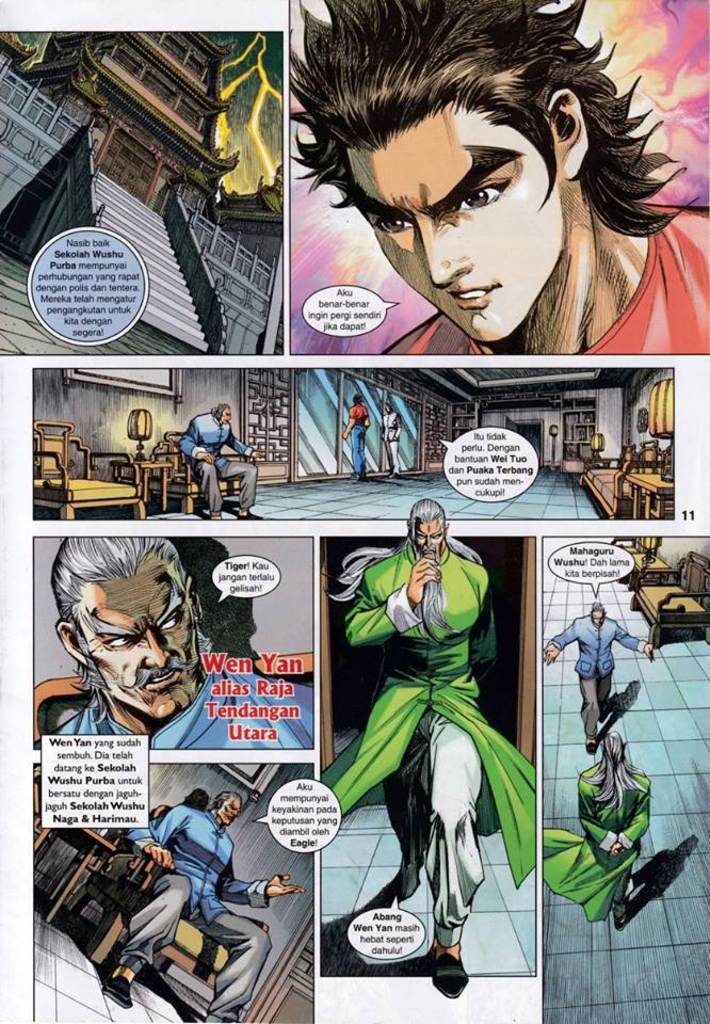 Nasib baik
Sekolah Wushu
Purba mempunyai
perhubungan yang rapat
dengan polis dan tentera.
Mereka telah mengatur
pengangkutan untuk
kita dengan
segera!
Aku
benar-benar
ingin pergi sendiri
jika dapat!
Itu tidak
perlu. Dengan
bantuan Wei Tuo
dan Puaka Terbang
pun sudah men-
cukupi!
11
Tiger! Kau
jangan terlalu
gelisah!
Wen Yan
alias Raja
Tendangan
Utara
Wen Yan yang sudah
sembuh. Dia telah
datang ke Sekolah
Wushu Purba untuk
bersatu dengan jaguh-
jaguh Sekolah Wushu
Naga & Harimau.
Aku
mempunyai
keyakinan pada
keputusan yang
diambil oleh
Eagle!
Abang
Wen Yan masih
hebat seperti
dahulu!
Mahaguru
Wushu! Dah lama
kita berpisah!